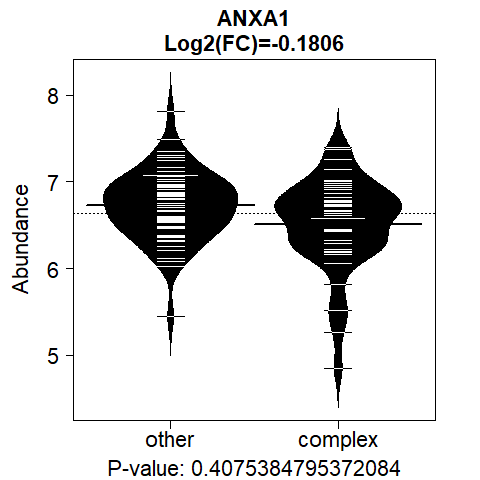 ANXA1
Log2(FC)=-0.1806
Abundance
8
7
6
5
other complex
P-value: 0.4075384795372084